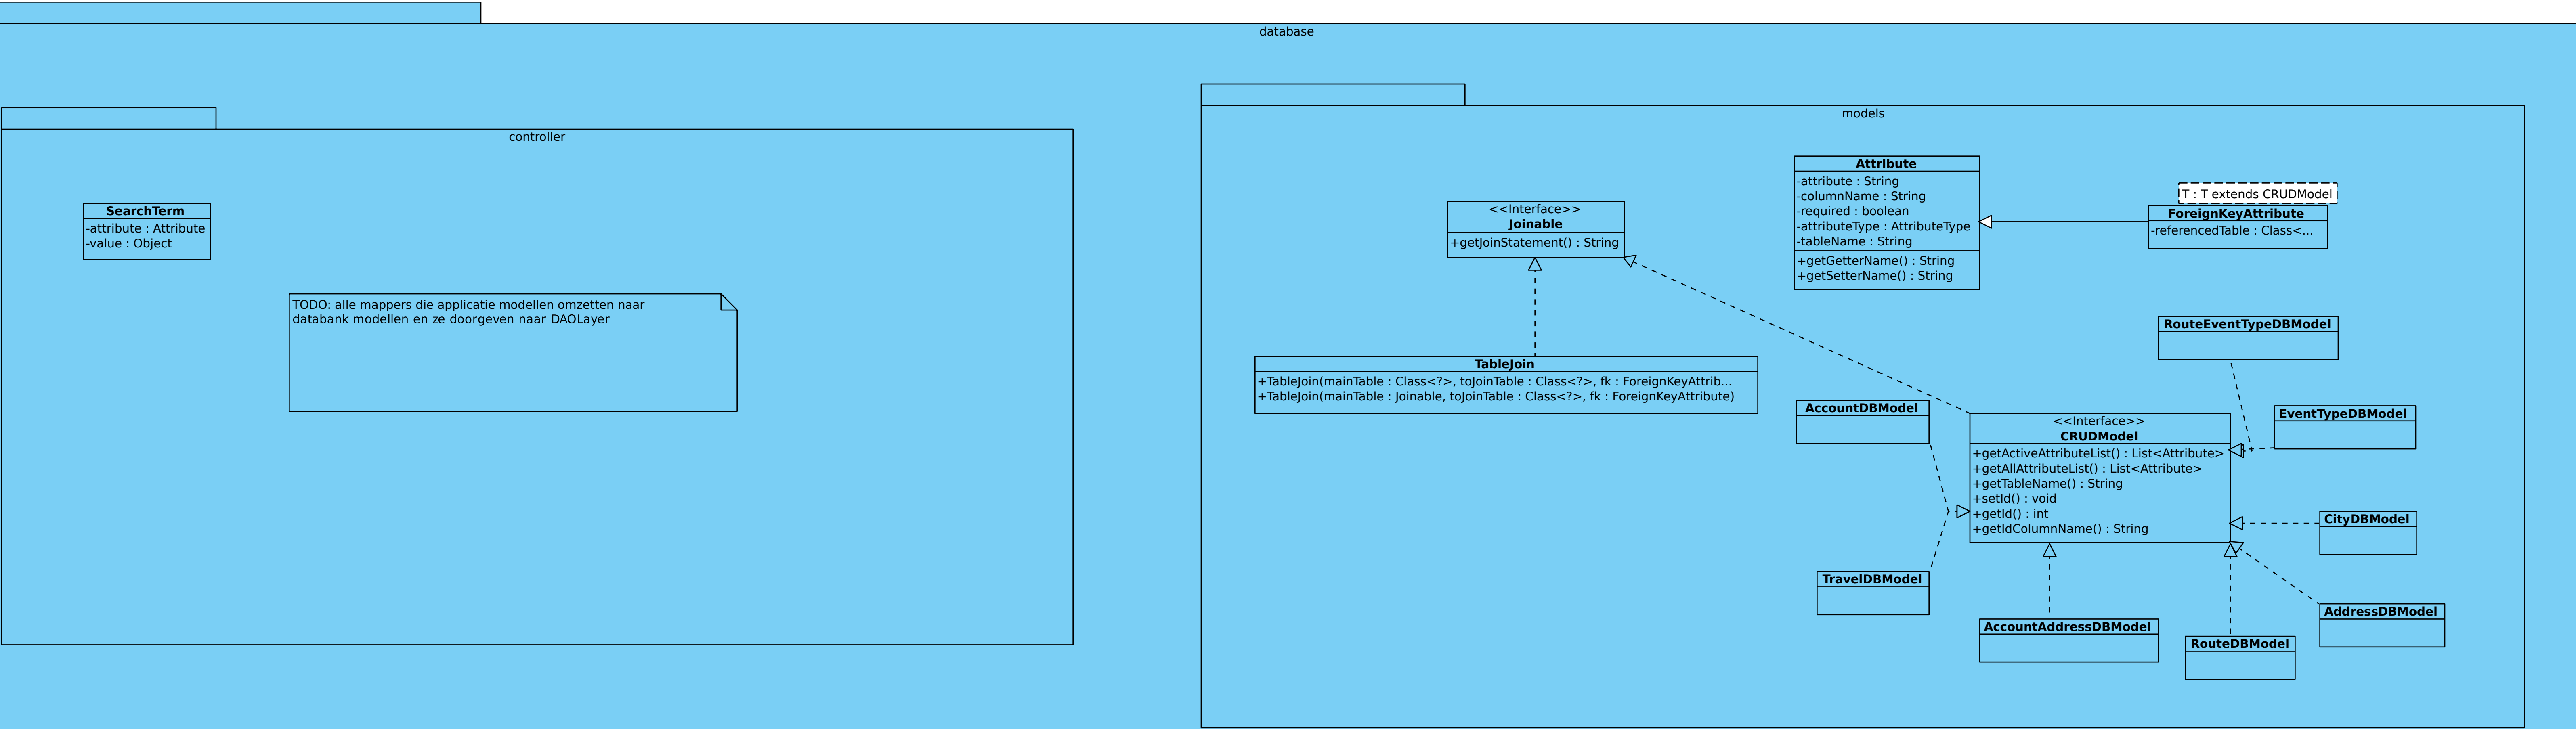 database
controller
SearchTerm
-attribute : Attribute
-value : Object
TODO: alle mappers die applicatie modellen omzetten naar
databank modellen en ze doorgeven naar DAOLayer
models
<<Interface>>
Joinable
+getJoinStatement() : String
TableJoin
+TableJoin(mainTable : Class<?>, toJoinTable : Class<?>, fk : ForeignKeyAttrib...
+TableJoin(mainTable : Joinable, toJoinTable : Class<?>, fk : ForeignKeyAttribute)
Attribute
-attribute : String
-columnName : String
-required : boolean
-attributeType : AttributeType
-tableName : String
+getGetterName() : String
+getSetterName() : String
T : T extends CRUDModel
ForeignKeyAttribute
-referencedTable : Class<...
RouteEventTypeDBModel
AccountDBModel
EventTypeDBModel
<<Interface>>
CRUDModel
+getActiveAttributeList() : List<Attribute>
+getAllAttributeList() : List<Attribute>
+getTableName() : String
+setId() : void
+getId() : int
+getIdColumnName() : String
CityDBModel
TravelDBModel
AccountAddressDBModel
RouteDBModel
AddressDBModel